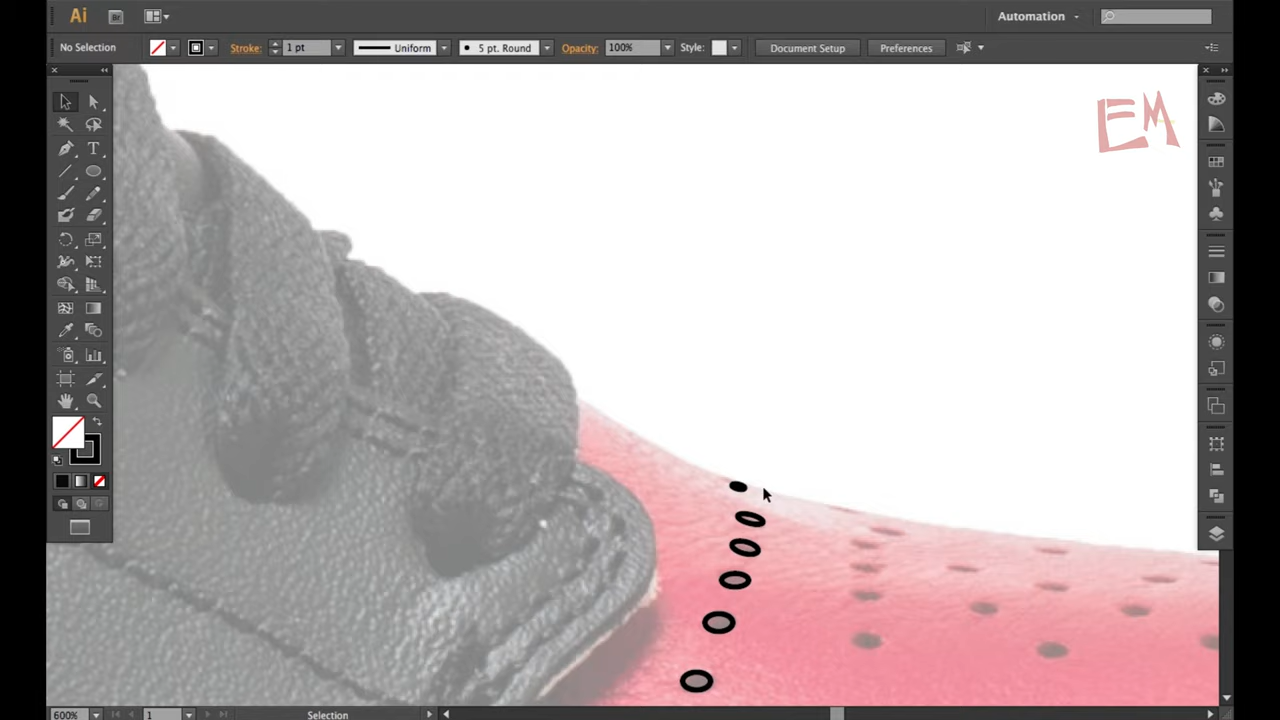 Ai Br Automation
No Selection Stroke: 1 pt Uniform 5 pt. Round Opacity: 100% Style: Document Setup Preferences
EM
T
600% 1 Selection